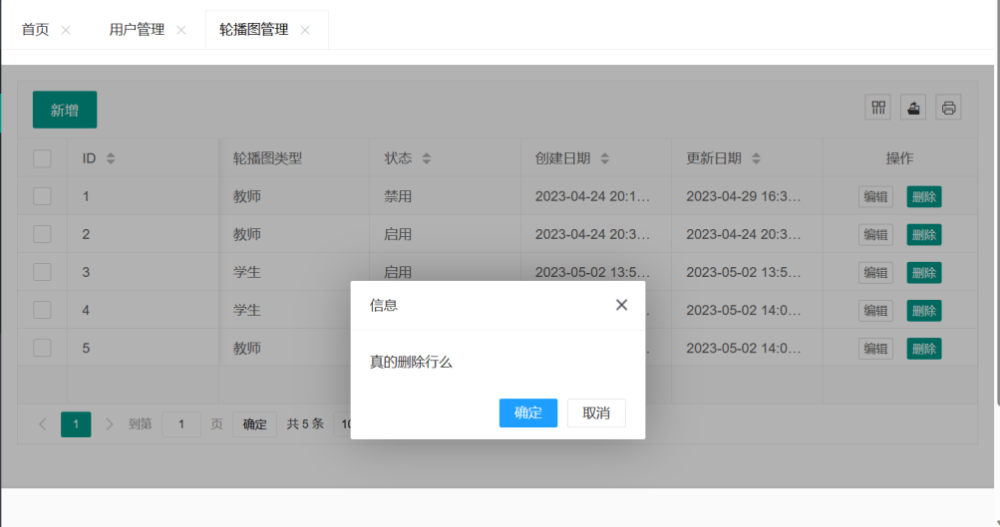 首页 用户管理 轮播图管理
新增
ID 轮播图类型 状态 创建日期 更新日期 操作
1 教师 禁用 2023-04-24 20:1... 2023-04-29 16:3... 编辑 删除
2 教师 启用 2023-04-24 20:3... 2023-04-24 20:3... 编辑 删除
3 学生 启用 2023-05-02 13:5... 2023-05-02 13:5... 编辑 删除
4 学生 2023-05-02 14:0... 编辑 删除
5 教师 2023-05-02 14:0... 编辑 删除
信息
真的删除行么
确定 取消
1 到第 1 页 确定 共 5 条 10